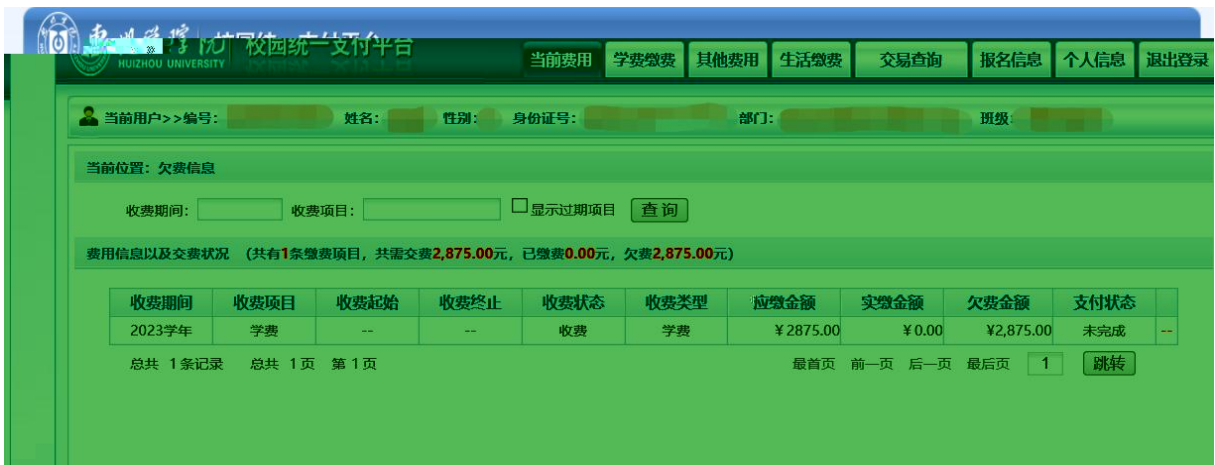 惠州学院 校园统一支付平台
HUIZHOU UNIVERSITY
当前费用 学费缴费 其他费用 生活缴费 交易查询 报名信息 个人信息 退出登录
当前用户>>编号: 姓名: 性别: 身份证号: 部门: 班级:
当前位置: 欠费信息
收费期间: 收费项目: 显示过期项目 查询
费用信息以及交费状况 (共有1条缴费项目, 共需交费2,875.00元, 已缴费0.00元, 欠费2,875.00元)
收费期间 收费项目 收费起始 收费终止 收费状态 收费类型 应缴金额 实缴金额 欠费金额 支付状态
2023学年 学费 -- -- 收费 学费 ¥2875.00 ¥0.00 ¥2,875.00 未完成 --
总共 1条记录 总共 1页 第1页 最首页 前一页 后一页 最后页 1 跳转